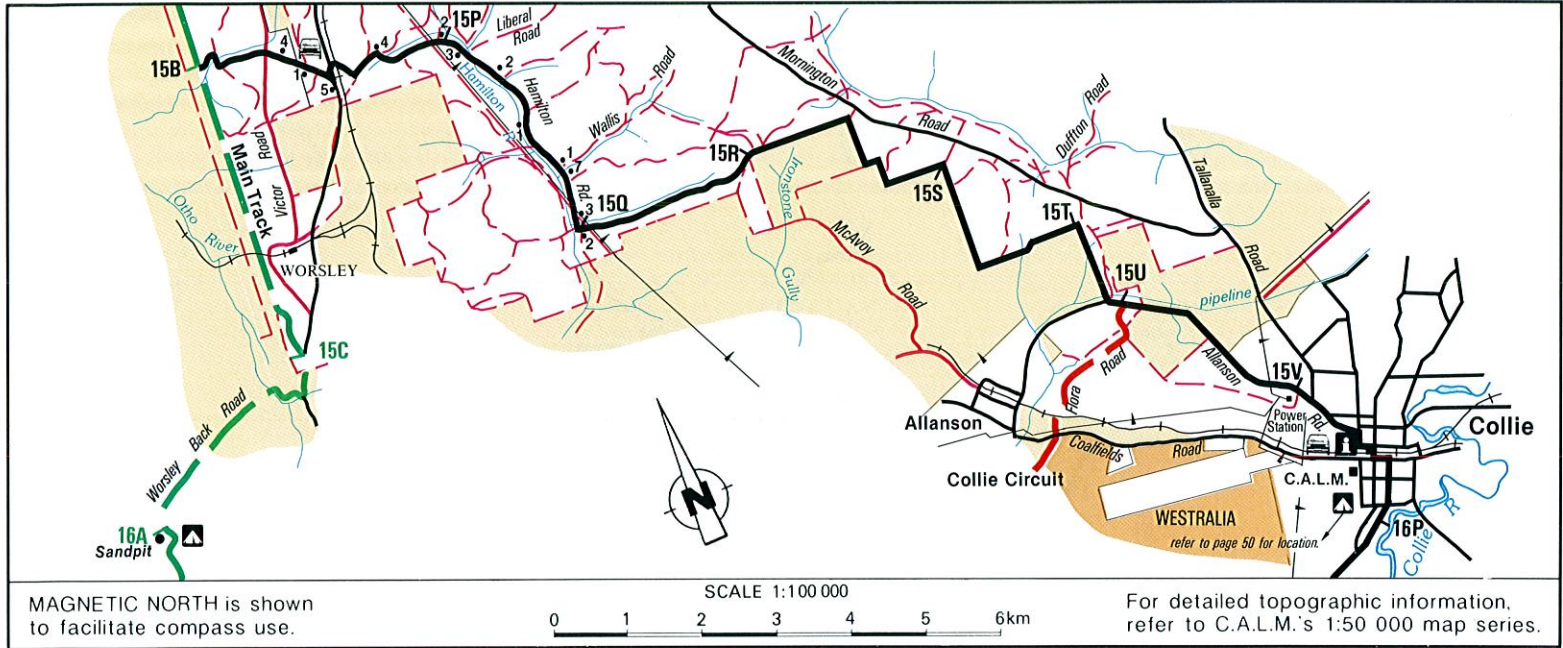 15P
Liberal
Road
15B
4
1
5
4
2
3
2
Hamilton
R
Hamilton
Rd.
1
1
7
Wallis
Road
3
2
15Q
15R
Ironstone
Gully
Mornington
Road
Duffton
Road
Tallanalla
Road
15S
15T
15U
pipeline
Main Track
Victor
Road
Otho
River
WORSLEY
15C
Worsley Back Road
16A
Sandpit
McAvoy
Road
Allanson
Flora
Road
Allanson
Rd.
15V
Power
Station
Collie
Coalfields
Road
Collie Circuit
C.A.L.M.
WESTRALIA
refer to page 50 for location.
16P
Collie R
N
MAGNETIC NORTH is shown
to facilitate compass use.
SCALE 1:100 000
0 1 2 3 4 5 6km
For detailed topographic information,
refer to C.A.L.M.'s 1:50 000 map series.